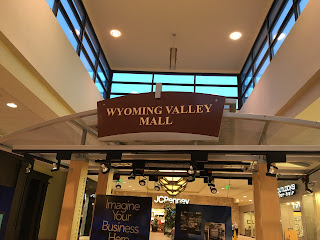 WYOMING VALLEY
MALL
JCPenney
Imagine
Your
Business
Here